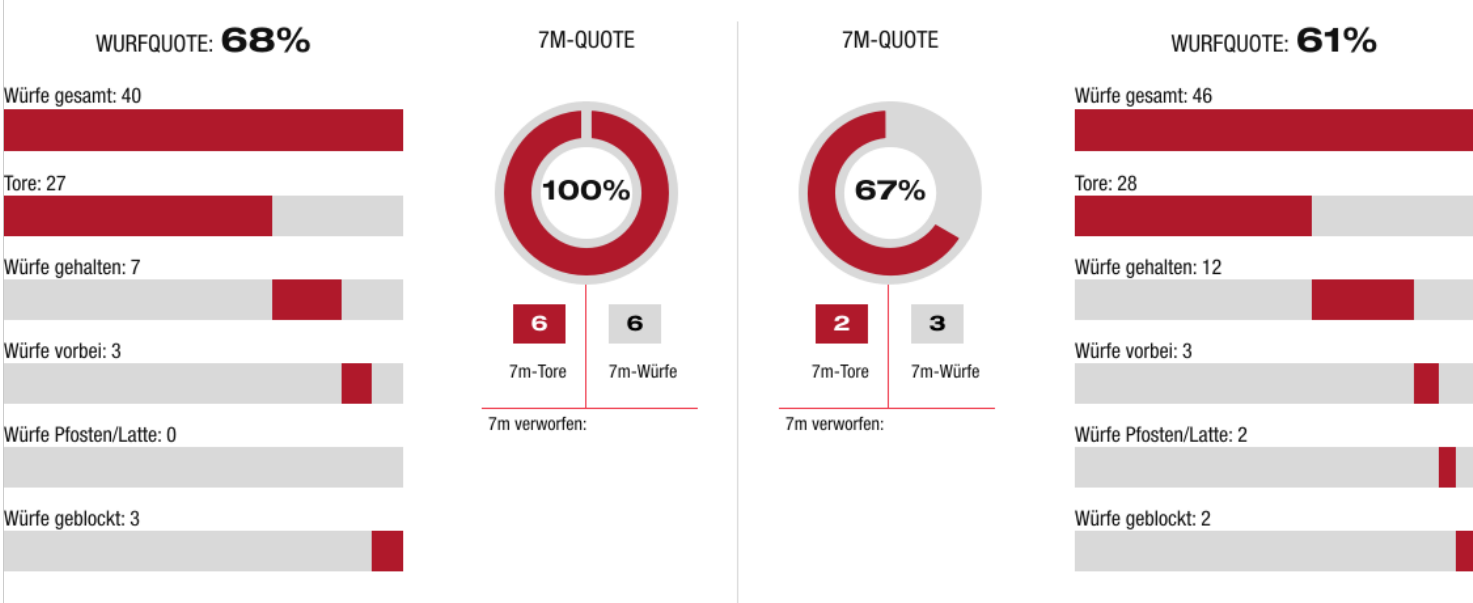 WURFQUOTE: 68%
Würfe gesamt: 40
Tore: 27
Würfe gehalten: 7
Würfe vorbei: 3
Würfe Pfosten/Latte: 0
Würfe geblockt: 3
7M-QUOTE
100%
6 6
7m-Tore 7m-Würfe
7m verworfen:
7M-QUOTE
67%
2 3
7m-Tore 7m-Würfe
7m verworfen:
WURFQUOTE: 61%
Würfe gesamt: 46
Tore: 28
Würfe gehalten: 12
Würfe vorbei: 3
Würfe Pfosten/Latte: 2
Würfe geblockt: 2